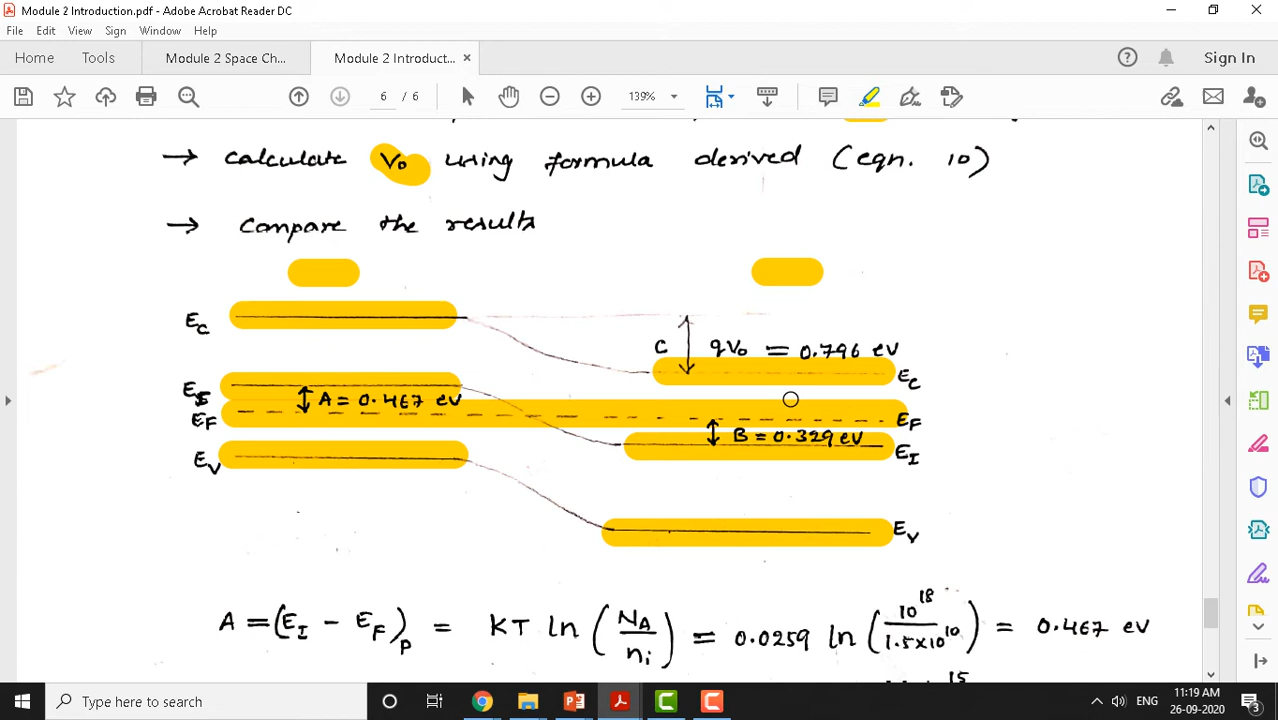 Module 2 Introduction.pdf - Adobe Acrobat Reader DC
File Edit View Sign Window Help
Home Tools Module 2 Space Ch... Module 2 Introduct... × Sign In
6 / 6 139%
→ calculate V₀ using formula derived (eqn. 10)
→ compare the results
E_C
C qV₀ = 0.796 eV
E_C
E_I A = 0.467 eV
E_F E_F
B = 0.329 eV E_I
E_V
E_V
A = (E_I - E_F)_p = KT ln (N_A / n_i) = 0.0259 ln (10^18 / 1.5×10^10) = 0.467 eV
15
Type here to search ENG 11:19 AM
26-09-2020 3